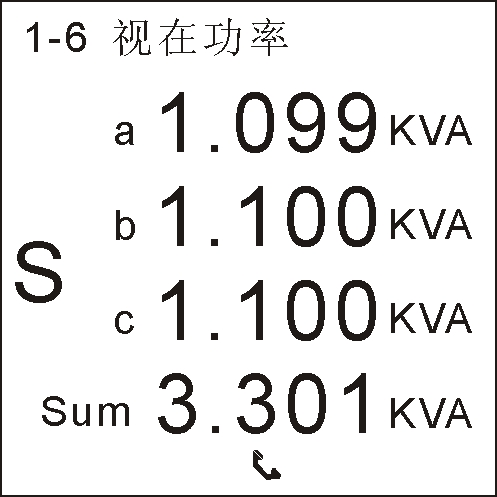 1-6 视在功率
a 1.099 KVA
b 1.100 KVA
S
c 1.100 KVA
Sum 3.301 KVA